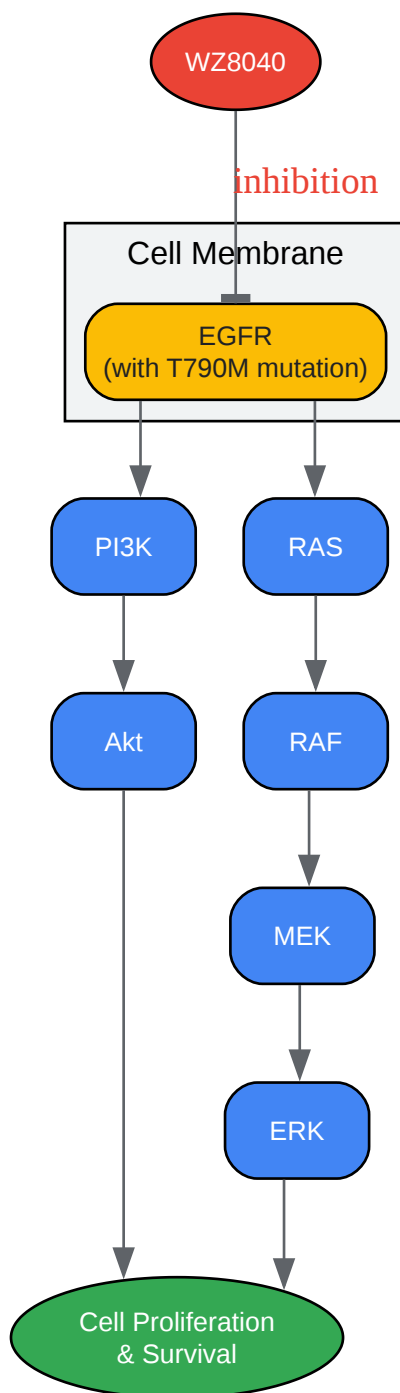 WZ8040
inhibition
Cell Membrane
EGFR
(with T790M mutation)
PI3K
RAS
Akt
RAF
MEK
ERK
Cell Proliferation
& Survival